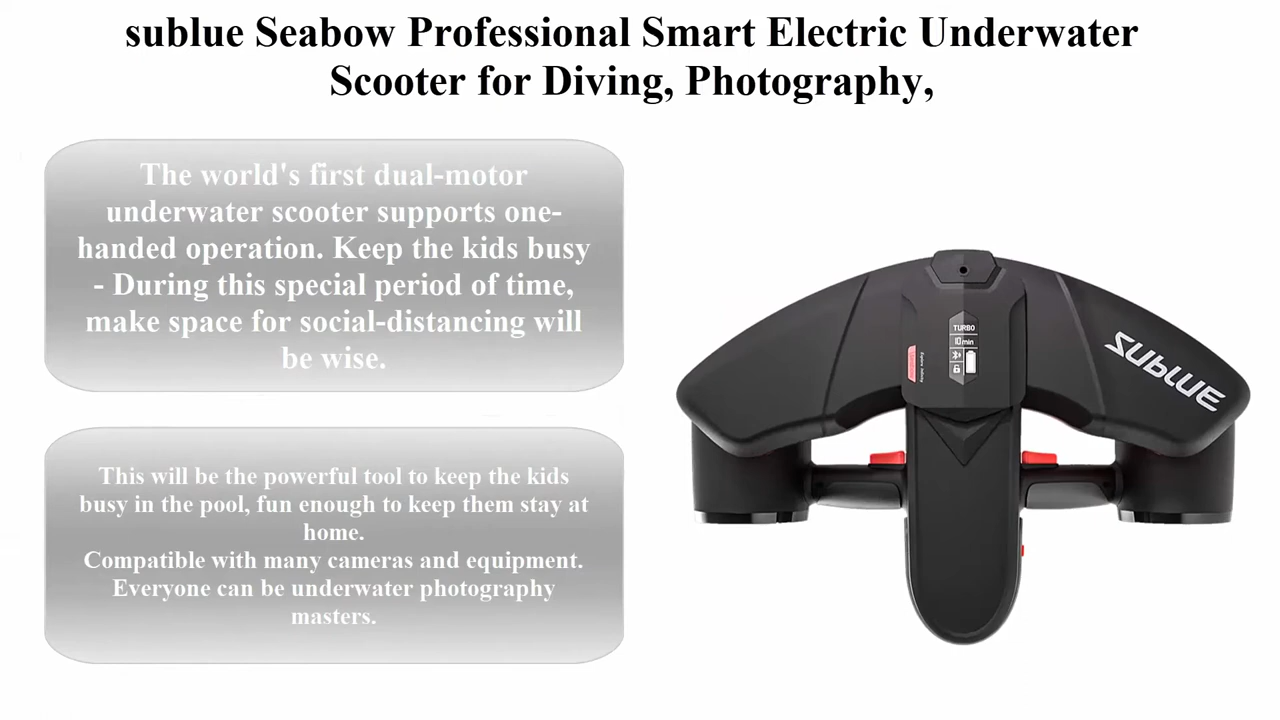 sublue Seabow Professional Smart Electric Underwater
Scooter for Diving, Photography,
The world's first dual-motor
underwater scooter supports one-
handed operation. Keep the kids busy
- During this special period of time,
make space for social-distancing will
be wise.
This will be the powerful tool to keep the kids
busy in the pool, fun enough to keep them stay at
home.
Compatible with many cameras and equipment.
Everyone can be underwater photography
masters.
TURBO
10min
SUBLUE